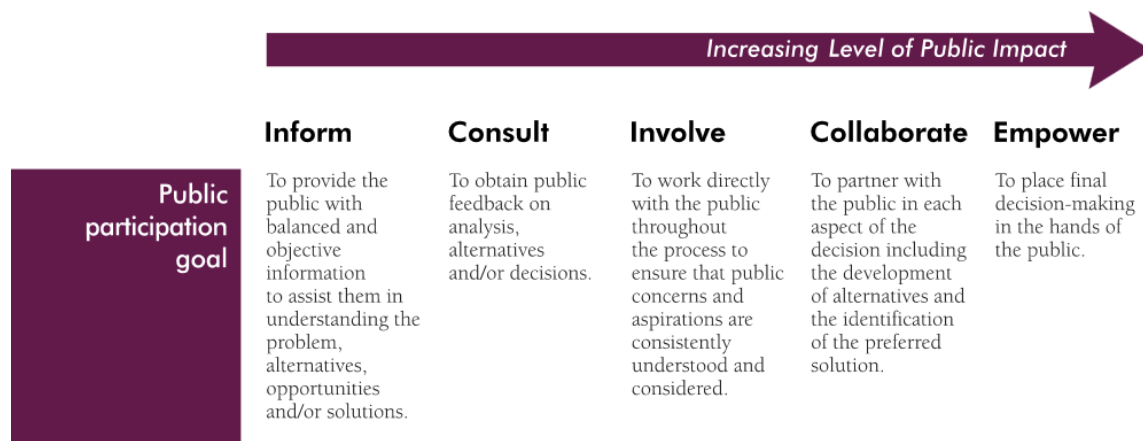 Increasing Level of Public Impact
Inform
Consult
Involve
Collaborate
Empower
Public
participation
goal
To provide the
public with
balanced and
objective
information
to assist them in
understanding the
problem,
alternatives,
opportunities
and/or solutions.
To obtain public
feedback on
analysis,
alternatives
and/or decisions.
To work directly
with the public
throughout
the process to
ensure that public
concerns and
aspirations are
consistently
understood and
considered.
To partner with
the public in each
aspect of the
decision including
the development
of alternatives and
the identification
of the preferred
solution.
To place final
decision-making
in the hands of
the public.